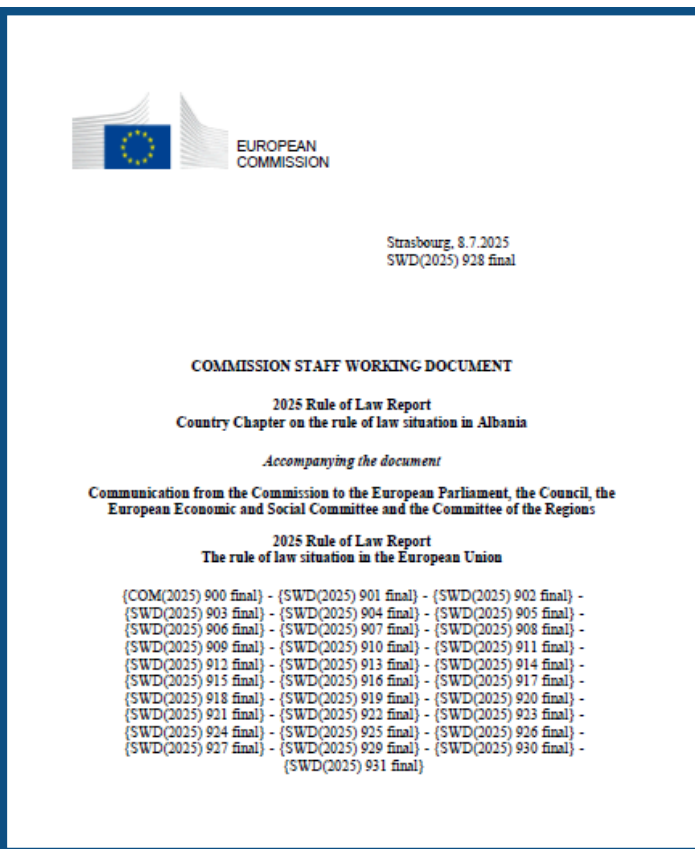 EUROPEAN
COMMISSION
Strasbourg, 8.7.2025
SWD(2025) 928 final
COMMISSION STAFF WORKING DOCUMENT
2025 Rule of Law Report
Country Chapter on the rule of law situation in Albania
Accompanying the document
Communication from the Commission to the European Parliament, the Council, the
European Economic and Social Committee and the Committee of the Regions
2025 Rule of Law Report
The rule of law situation in the European Union
{COM(2025) 900 final} - {SWD(2025) 901 final} - {SWD(2025) 902 final} -
{SWD(2025) 903 final} - {SWD(2025) 904 final} - {SWD(2025) 905 final} -
{SWD(2025) 906 final} - {SWD(2025) 907 final} - {SWD(2025) 908 final} -
{SWD(2025) 909 final} - {SWD(2025) 910 final} - {SWD(2025) 911 final} -
{SWD(2025) 912 final} - {SWD(2025) 913 final} - {SWD(2025) 914 final} -
{SWD(2025) 915 final} - {SWD(2025) 916 final} - {SWD(2025) 917 final} -
{SWD(2025) 918 final} - {SWD(2025) 919 final} - {SWD(2025) 920 final} -
{SWD(2025) 921 final} - {SWD(2025) 922 final} - {SWD(2025) 923 final} -
{SWD(2025) 924 final} - {SWD(2025) 925 final} - {SWD(2025) 926 final} -
{SWD(2025) 927 final} - {SWD(2025) 929 final} - {SWD(2025) 930 final} -
{SWD(2025) 931 final}